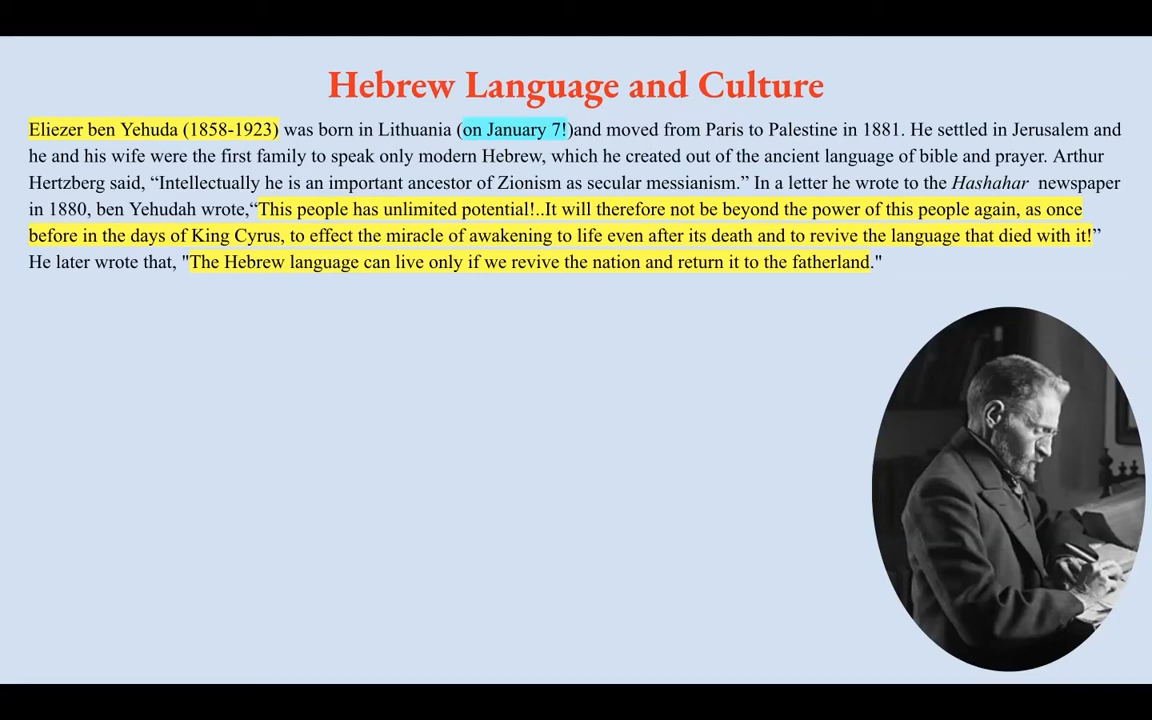 Hebrew Language and Culture
Eliezer ben Yehuda (1858-1923) was born in Lithuania (on January 7!)and moved from Paris to Palestine in 1881. He settled in Jerusalem and
he and his wife were the first family to speak only modern Hebrew, which he created out of the ancient language of bible and prayer. Arthur
Hertzberg said, “Intellectually he is an important ancestor of Zionism as secular messianism.” In a letter he wrote to the Hashahar newspaper
in 1880, ben Yehudah wrote,“This people has unlimited potential!..It will therefore not be beyond the power of this people again, as once
before in the days of King Cyrus, to effect the miracle of awakening to life even after its death and to revive the language that died with it!”
He later wrote that, "The Hebrew language can live only if we revive the nation and return it to the fatherland."